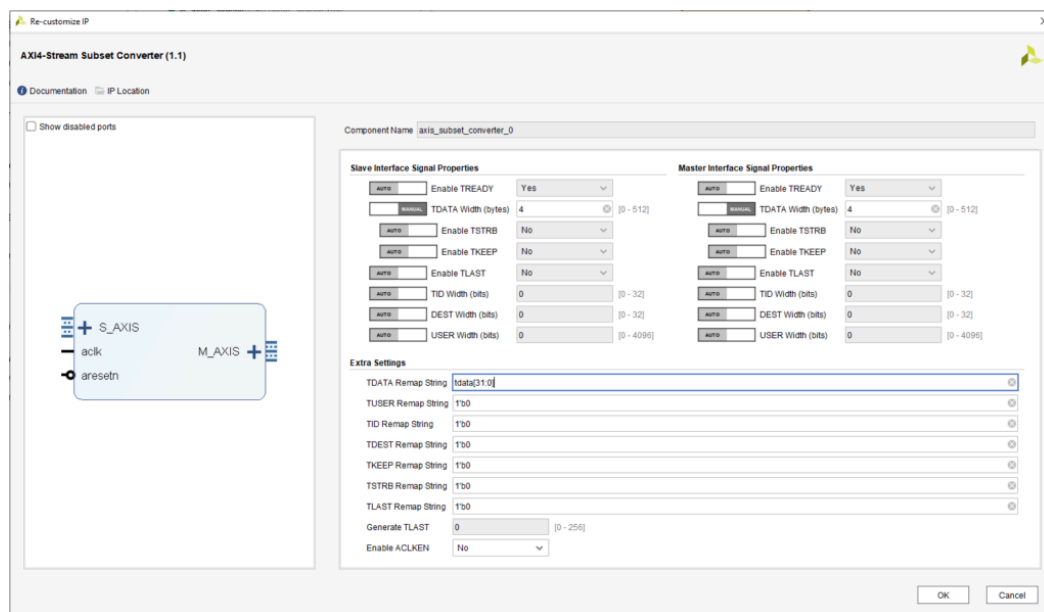 Re-customize IP
AXI4-Stream Subset Converter (1.1)
Documentation IP Location
Show disabled ports
S_AXIS
aclk
M_AXIS
aresetn
Component Name axis_subset_converter_0
Slave Interface Signal Properties
AUTO Enable TREADY Yes
MANUAL TDATA Width (bytes) 4 [0 - 512]
AUTO Enable TSTRB No
AUTO Enable TKEEP No
AUTO Enable TLAST No
AUTO TID Width (bits) 0 [0 - 32]
AUTO DEST Width (bits) 0 [0 - 32]
AUTO USER Width (bits) 0 [0 - 4096]
Master Interface Signal Properties
AUTO Enable TREADY Yes
MANUAL TDATA Width (bytes) 4 [0 - 512]
AUTO Enable TSTRB No
AUTO Enable TKEEP No
AUTO Enable TLAST No
AUTO TID Width (bits) 0 [0 - 32]
AUTO DEST Width (bits) 0 [0 - 32]
AUTO USER Width (bits) 0 [0 - 4096]
Extra Settings
TDATA Remap String tdata[31:0]
TUSER Remap String 1'b0
TID Remap String 1'b0
TDEST Remap String 1'b0
TKEEP Remap String 1'b0
TSTRB Remap String 1'b0
TLAST Remap String 1'b0
Generate TLAST 0 [0 - 256]
Enable ACLKEN No
OK Cancel